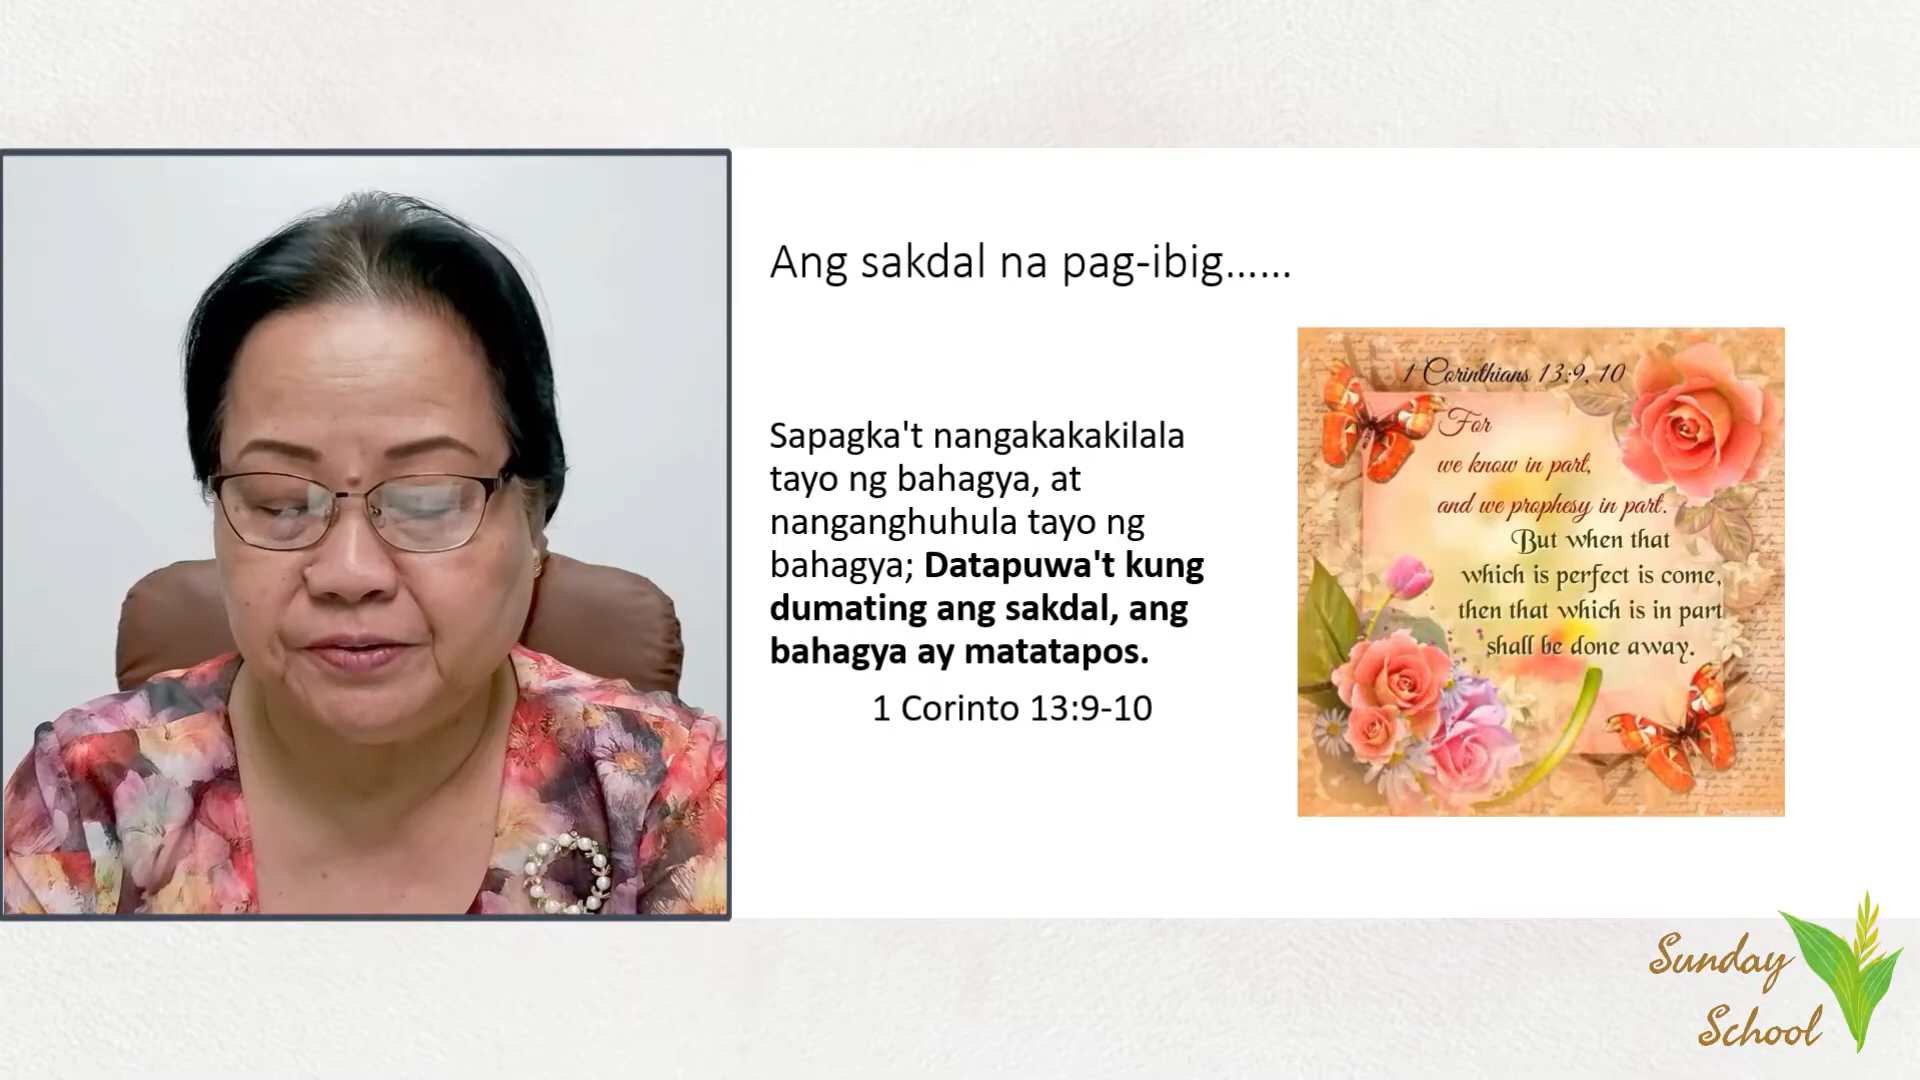 Ang sakdal na pag-ibig......
Sapagka't nangakakakilala
tayo ng bahagya, at
nanganghuhula tayo ng
bahagya; Datapuwa't kung
dumating ang sakdal, ang
bahagya ay matatapos.
1 Corinto 13:9-10
1 Corinthians 13:9, 10
For
we know in part,
and we prophesy in part.
But when that
which is perfect is come,
then that which is in part
shall be done away.
Sunday
School